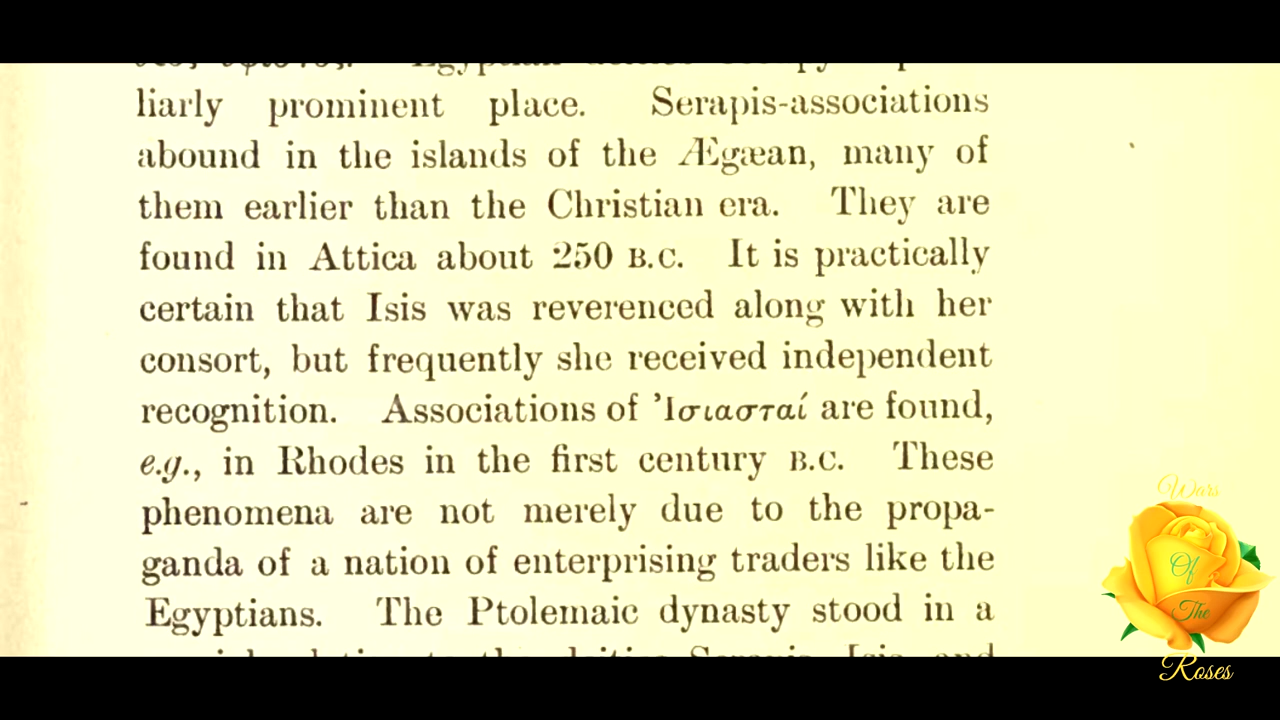 liarly prominent place. Serapis-associations
abound in the islands of the Ægæan, many of
them earlier than the Christian era. They are
found in Attica about 250 B.C. It is practically
certain that Isis was reverenced along with her
consort, but frequently she received independent
recognition. Associations of Ἰσιασταί are found,
e.g., in Rhodes in the first century B.C. These
phenomena are not merely due to the propa-
ganda of a nation of enterprising traders like the
Egyptians. The Ptolemaic dynasty stood in a
Wars
Of
The
Roses